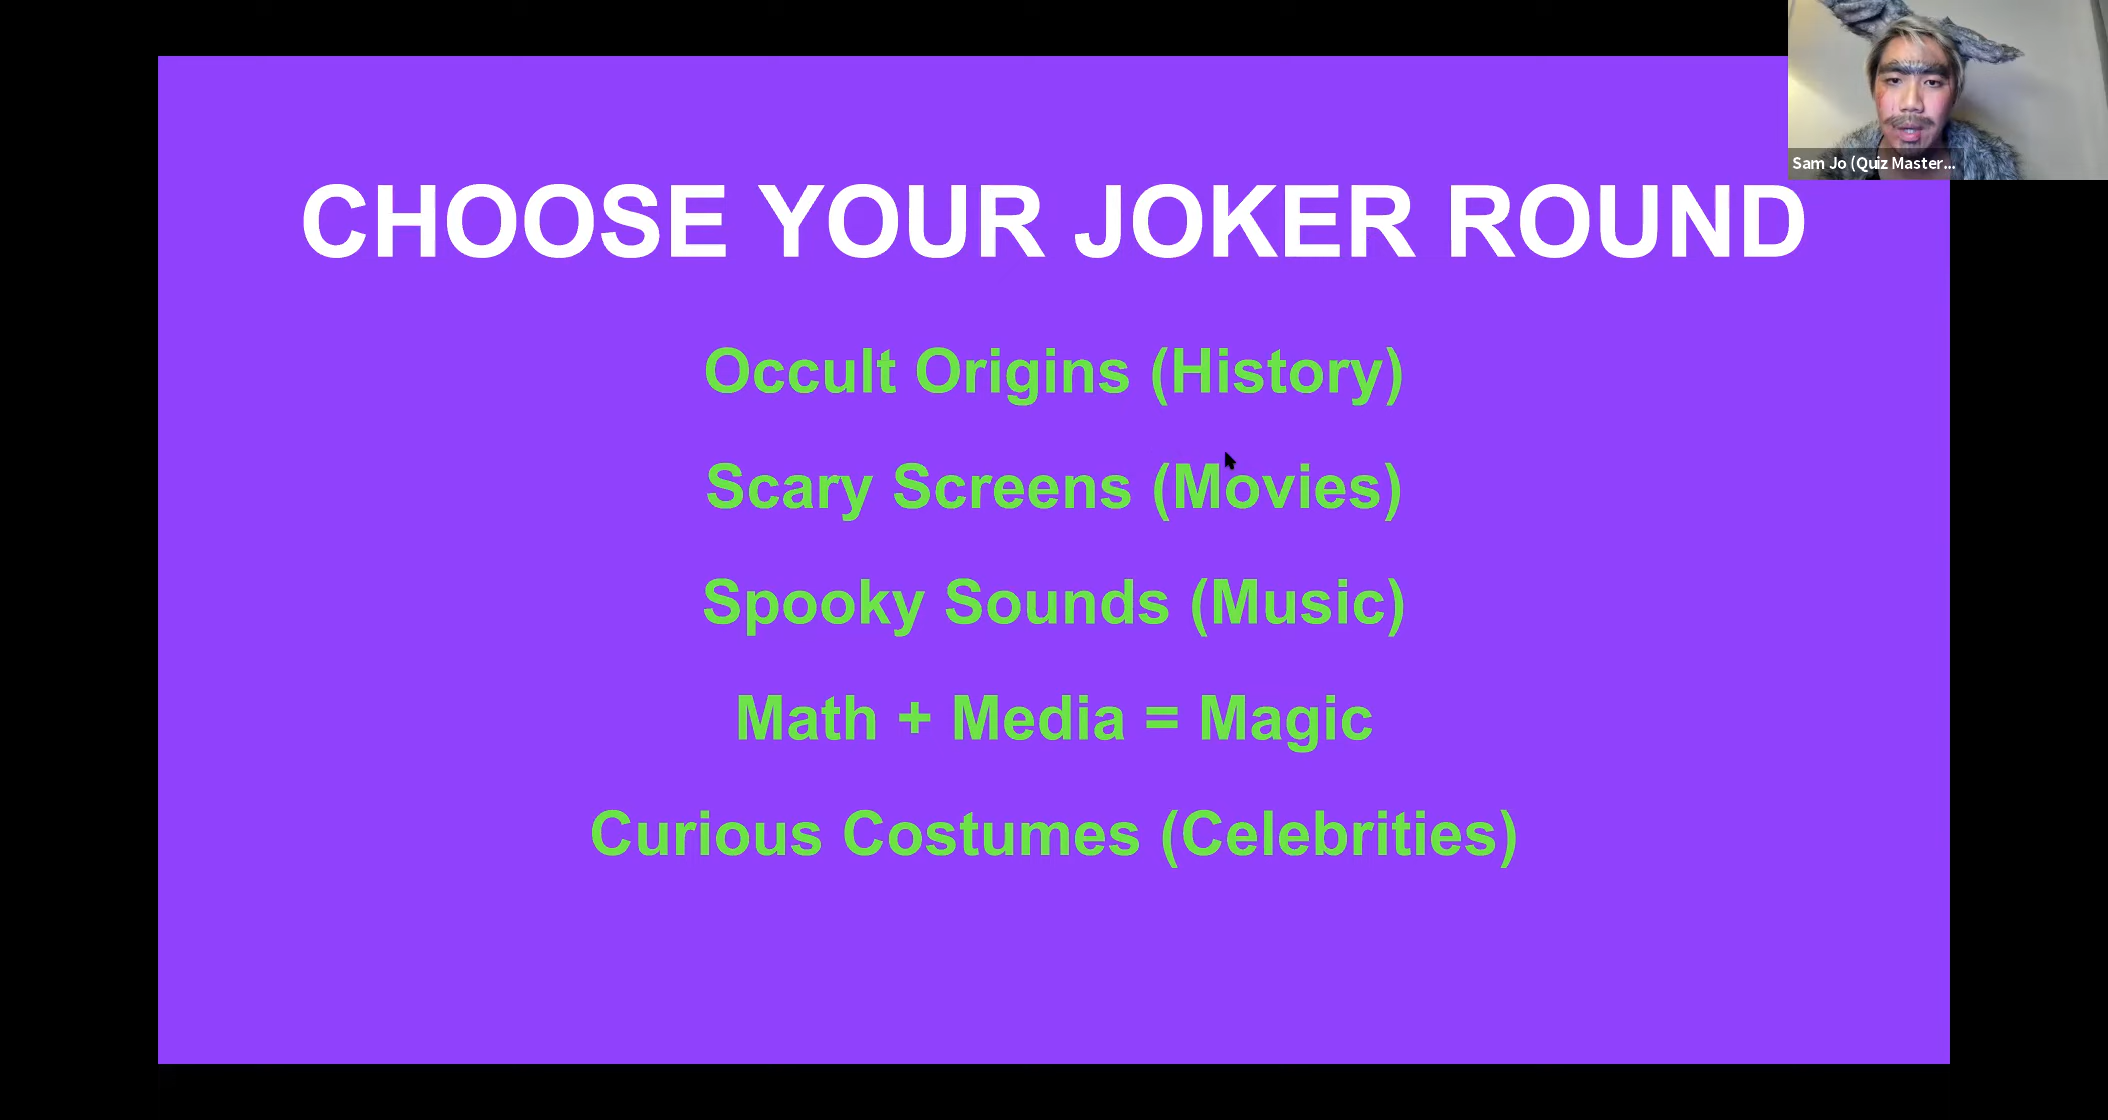 CHOOSE YOUR JOKER ROUND
Occult Origins (History)
Scary Screens (Movies)
Spooky Sounds (Music)
Math + Media = Magic
Curious Costumes (Celebrities)
Sam Jo (Quiz Master...